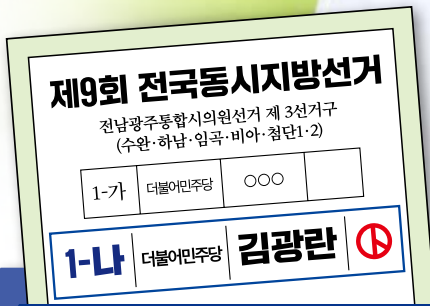 제9회 전국동시지방선거
전남광주통합시의원선거 제 3선거구
(수완·하남·임곡·비아·첨단1·2)
1-가 더불어민주당 ○○○
1-나 더불어민주당 김광란